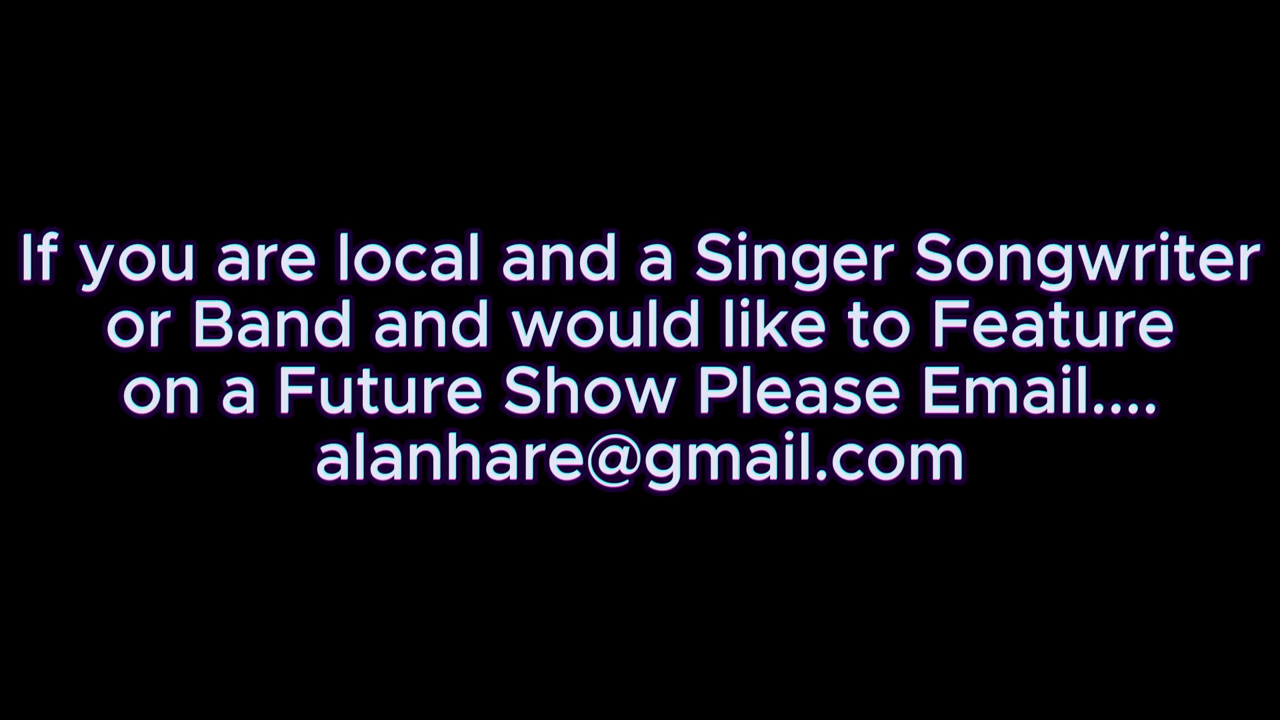 If you are local and a Singer Songwriter
or Band and would like to Feature
on a Future Show Please Email....
alanhare@gmail.com